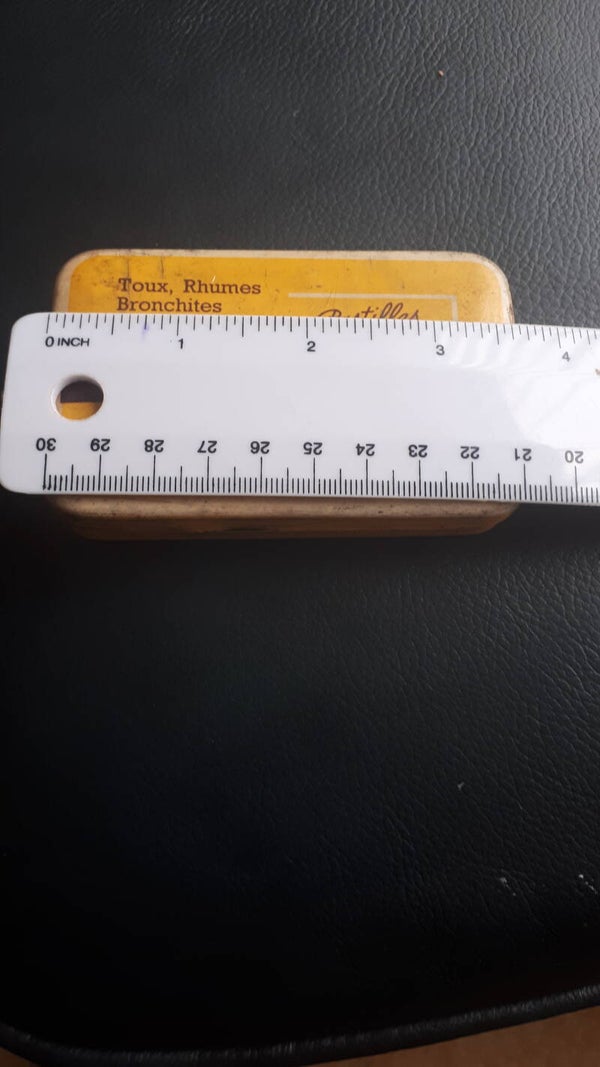 Toux, Rhumes
Bronchites
Pastilles
0 INCH 1 2 3 4
30 29 28 27 26 25 24 23 22 21 20